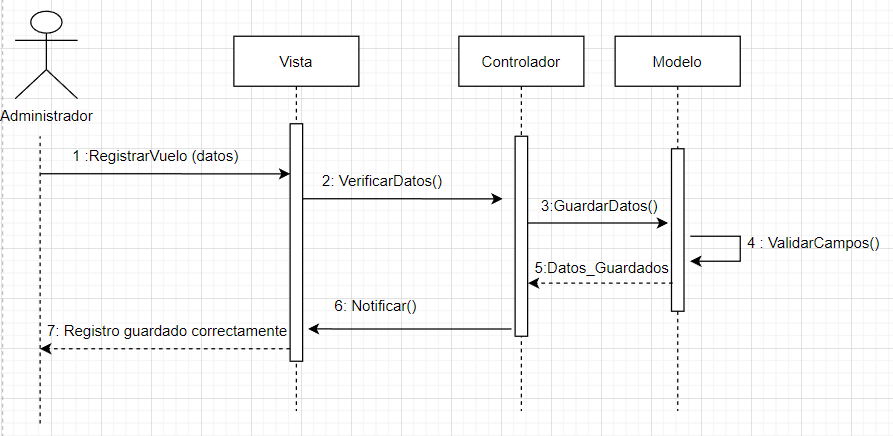 Vista
Controlador
Modelo
Administrador
1 :RegistrarVuelo (datos)
2: VerificarDatos()
3:GuardarDatos()
4 : ValidarCampos()
5:Datos_Guardados
6: Notificar()
7: Registro guardado correctamente